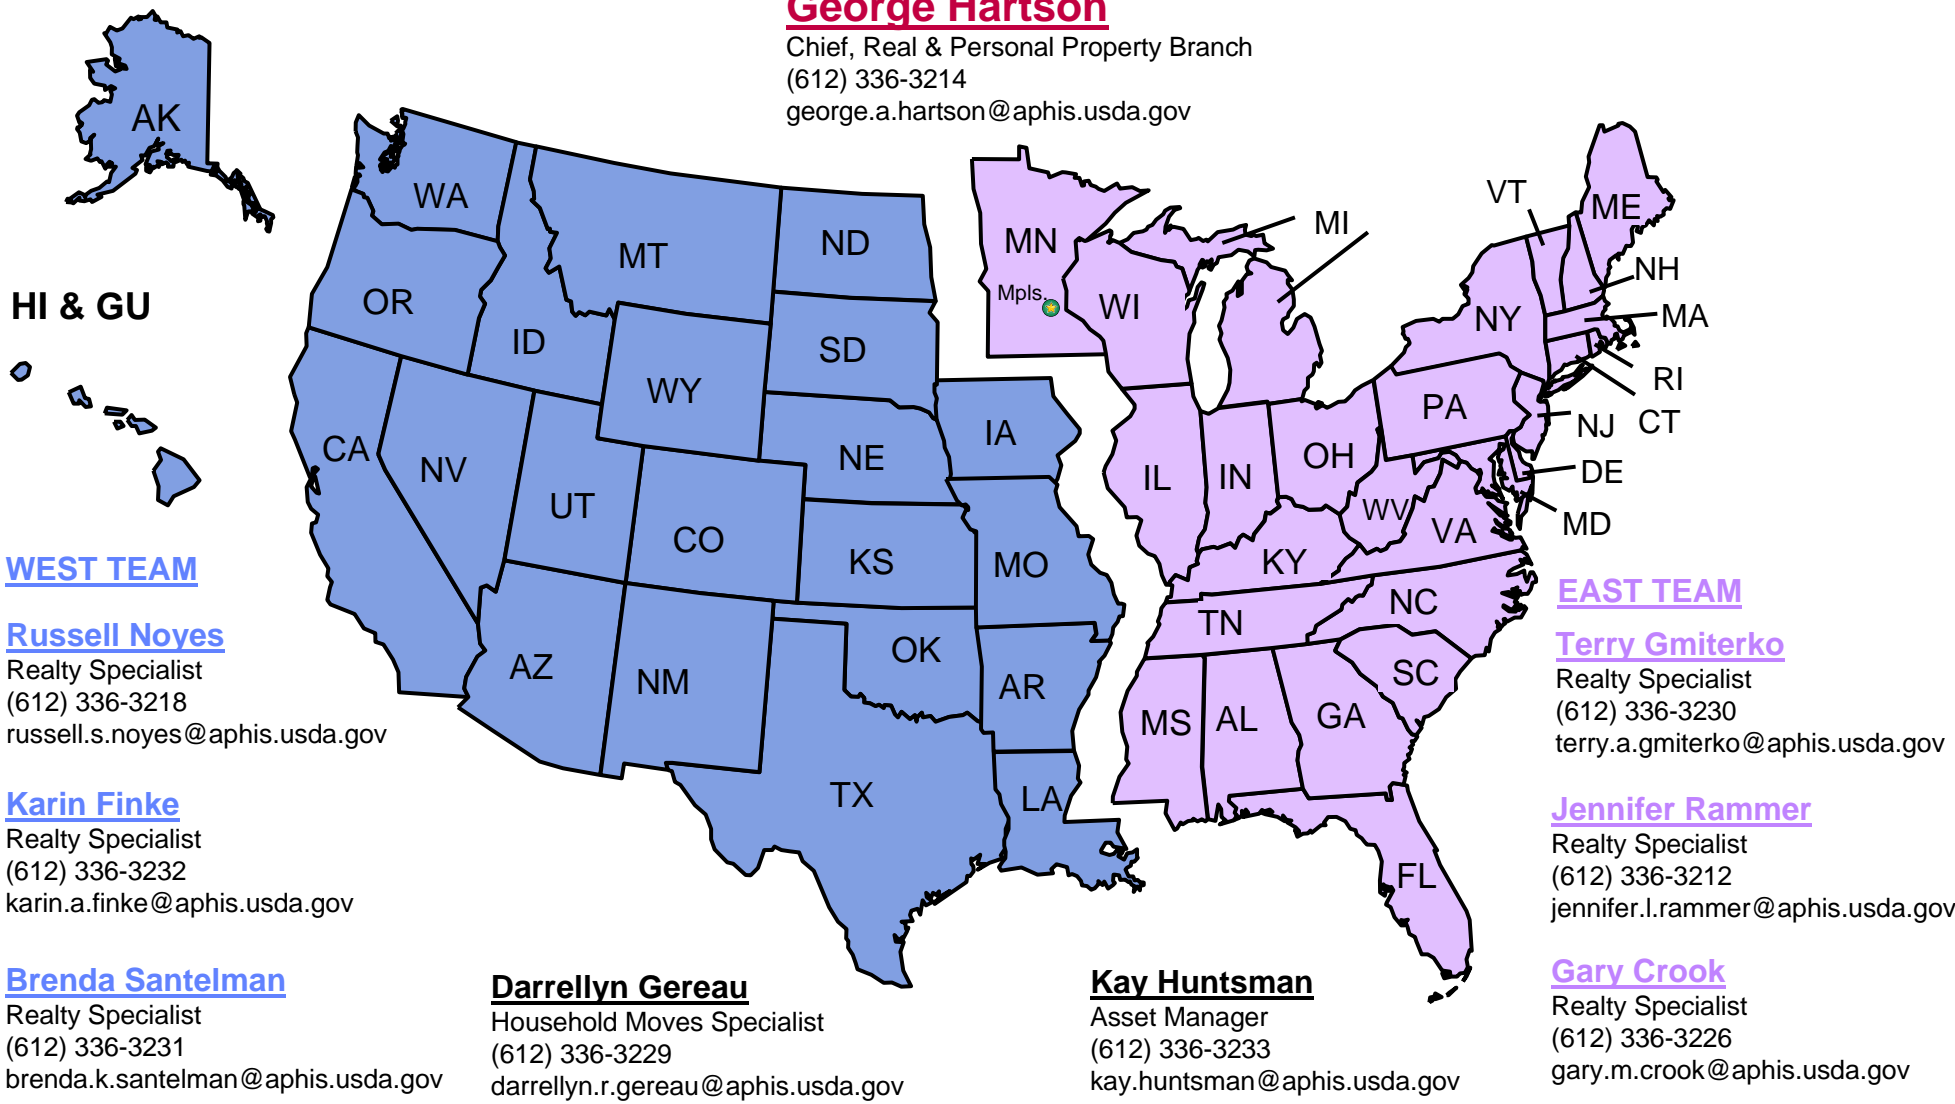 George Hartson
Chief, Real & Personal Property Branch
(612) 336-3214
george.a.hartson@aphis.usda.gov
AK
WA
MT
ND
MN
MI
VT
ME
OR
ID
SD
Mpls.
WI
NY
NH
MA
HI & GU
WY
RI
CA
NV
NE
IA
PA
NJ
CT
UT
CO
KS
MO
IL
IN
OH
WV
VA
DE
MD
KY
AZ
NM
OK
AR
TN
NC
SC
MS
AL
GA
TX
LA
FL
WEST TEAM
Russell Noyes
Realty Specialist
(612) 336-3218
russell.s.noyes@aphis.usda.gov
Karin Finke
Realty Specialist
(612) 336-3232
karin.a.finke@aphis.usda.gov
Brenda Santelman
Realty Specialist
(612) 336-3231
brenda.k.santelman@aphis.usda.gov
Darrellyn Gereau
Household Moves Specialist
(612) 336-3229
darrellyn.r.gereau@aphis.usda.gov
Kay Huntsman
Asset Manager
(612) 336-3233
kay.huntsman@aphis.usda.gov
EAST TEAM
Terry Gmiterko
Realty Specialist
(612) 336-3230
terry.a.gmiterko@aphis.usda.gov
Jennifer Rammer
Realty Specialist
(612) 336-3212
jennifer.l.rammer@aphis.usda.gov
Gary Crook
Realty Specialist
(612) 336-3226
gary.m.crook@aphis.usda.gov